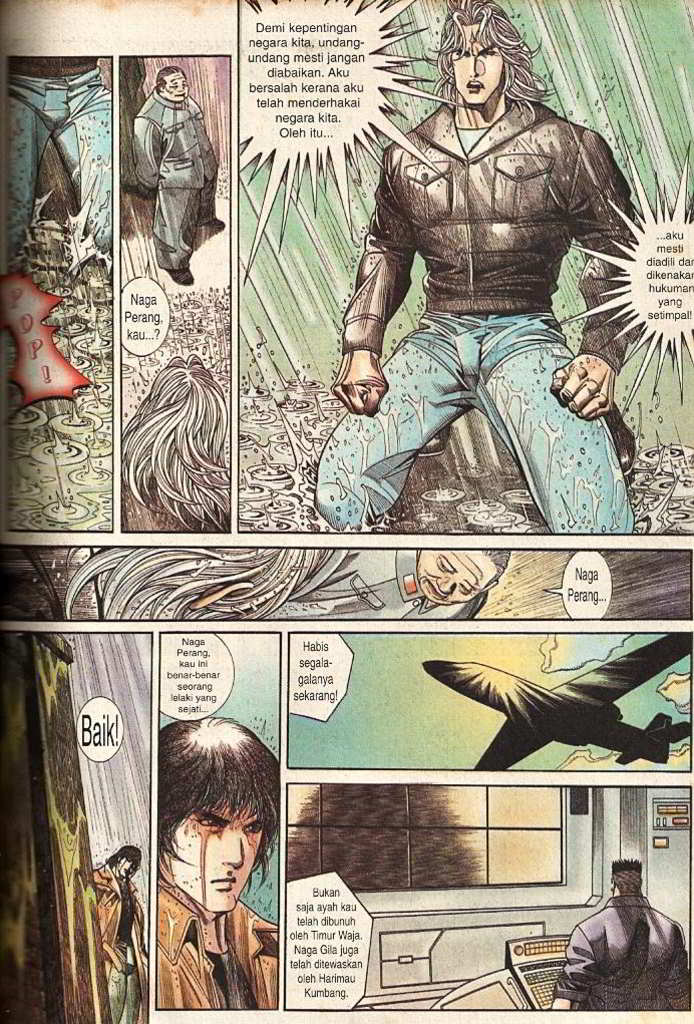 POP!
Naga
Perang,
kau...?
Demi kepentingan
negara kita, undang-
undang mesti jangan
diabaikan. Aku
bersalah kerana aku
telah menderhakai
negara kita.
Oleh itu...
...aku
mesti
diadili dan
dikenakan
hukuman
yang
setimpal!
Naga
Perang...
Baik!
Naga
Perang,
kau ini
benar-benar
seorang
lelaki yang
sejati...
Habis
segala-
galanya
sekarang!
Bukan
saja ayah kau
telah dibunuh
oleh Timur Waja.
Naga Gila juga
telah ditewaskan
oleh Harimau
Kumbang.